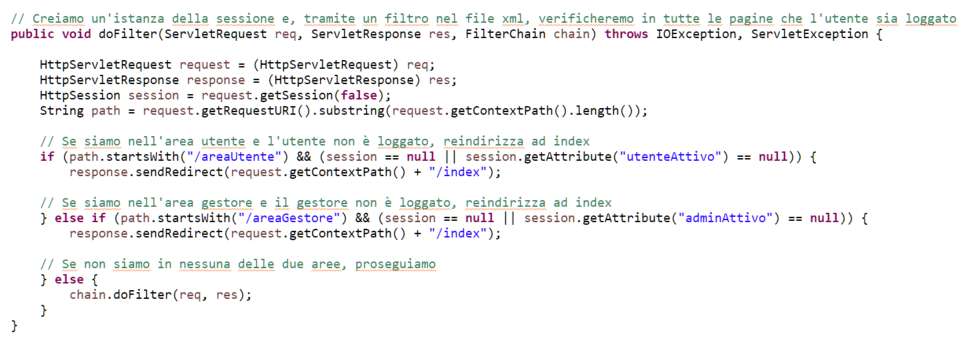 // Creiamo un'istanza della sessione e, tramite un filtro nel file xml, verificheremo in tutte le pagine che l'utente sia loggato
public void doFilter(ServletRequest req, ServletResponse res, FilterChain chain) throws IOException, ServletException {
HttpServletRequest request = (HttpServletRequest) req;
HttpServletResponse response = (HttpServletResponse) res;
HttpSession session = request.getSession(false);
String path = request.getRequestURI().substring(request.getContextPath().length());
// Se siamo nell'area utente e l'utente non è loggato, reindirizza ad index
if (path.startsWith("/areaUtente") && (session == null || session.getAttribute("utenteAttivo") == null)) {
response.sendRedirect(request.getContextPath() + "/index");
// Se siamo nell'area gestore e il gestore non è loggato, reindirizza ad index
} else if (path.startsWith("/areaGestore") && (session == null || session.getAttribute("adminAttivo") == null)) {
response.sendRedirect(request.getContextPath() + "/index");
// Se non siamo in nessuna delle due aree, proseguiamo
} else {
chain.doFilter(req, res);
}
}